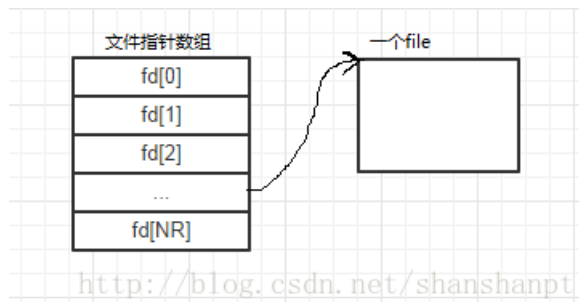 文件指针数组
一个file
fd[0]
fd[1]
fd[2]
...
fd[NR]
http://blog.csdn.net/shanshanpt